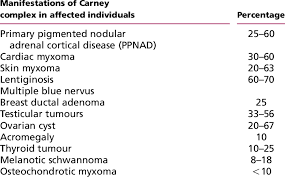 Manifestations of Carney
complex in affected individuals Percentage
Primary pigmented nodular 25–60
adrenal cortical disease (PPNAD)
Cardiac myxoma 30–60
Skin myxoma 20–63
Lentiginosis 60–70
Multiple blue nervus
Breast ductal adenoma 25
Testicular tumours 33–56
Ovarian cyst 20–67
Acromegaly 10
Thyroid tumour 10–25
Melanotic schwannoma 8–18
Osteochondrotic myxoma <10